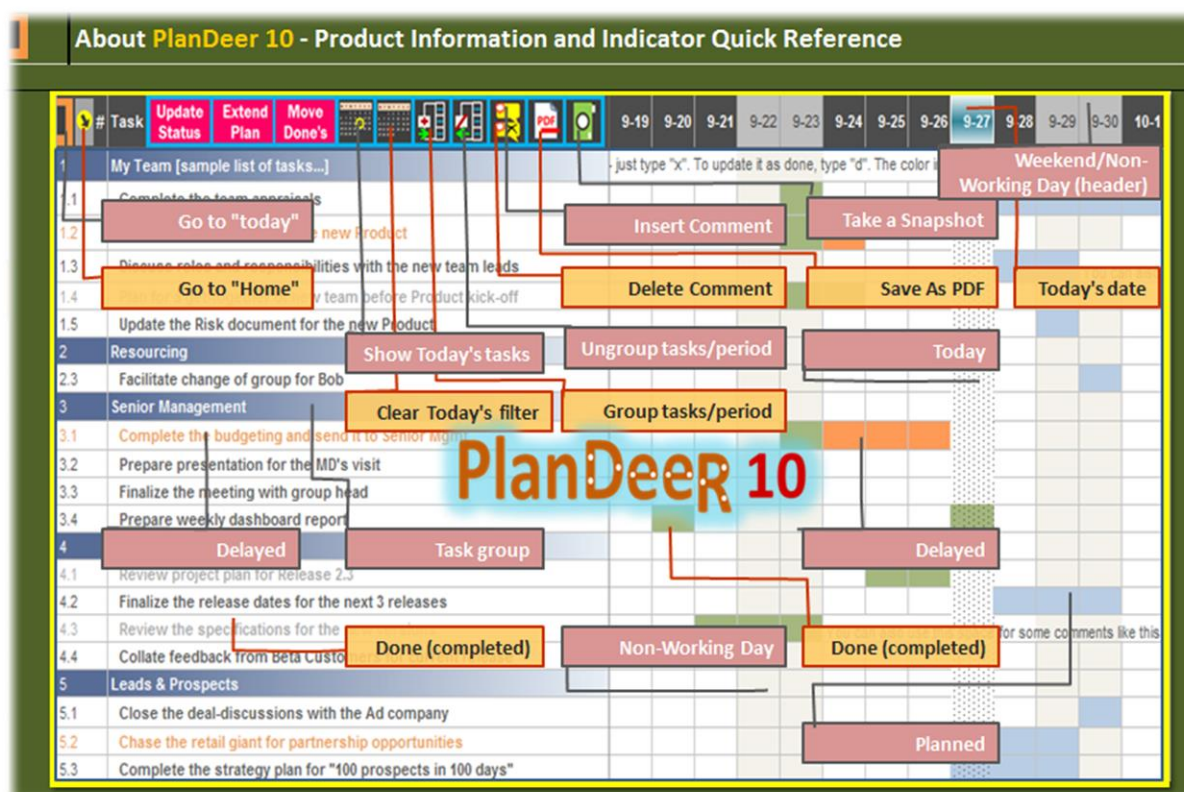 About PlanDeer 10 - Product Information and Indicator Quick Reference
# Task Update Status Extend Plan Move Done's PDF 9-19 9-20 9-21 9-22 9-23 9-24 9-25 9-26 9-27 9-28 9-29 9-30 10-1
1 My Team [sample list of tasks...] - just type "x". To update it as done, type "d". The color
Weekend/Non-Working Day (header)
1.1 Complete the team appraisals
Go to "today" Insert Comment Take a Snapshot
1.2 new Product
1.3 Discuss roles and responsibilities with the new team leads
Go to "Home" Delete Comment Save As PDF Today's date
1.4 team before Product kick-off
1.5 Update the Risk document for the new Product
2 Resourcing
Show Today's tasks Ungroup tasks/period Today
2.3 Facilitate change of group for Bob
3 Senior Management
Clear Today's filter Group tasks/period
3.1 Complete the budgeting and send it to Senior Mgmt
PlanDeeR 10
3.2 Prepare presentation for the MD's visit
3.3 Finalize the meeting with group head
3.4 Prepare weekly dashboard report
4
Delayed Task group Delayed
4.1 Review project plan for Release 2.3
4.2 Finalize the release dates for the next 3 releases
4.3 Review the specifications for the for some comments like this
Done (completed) Non-Working Day Done (completed)
4.4 Collate feedback from Beta
5 Leads & Prospects
5.1 Close the deal-discussions with the Ad company
5.2 Chase the retail giant for partnership opportunities
Planned
5.3 Complete the strategy plan for "100 prospects in 100 days"